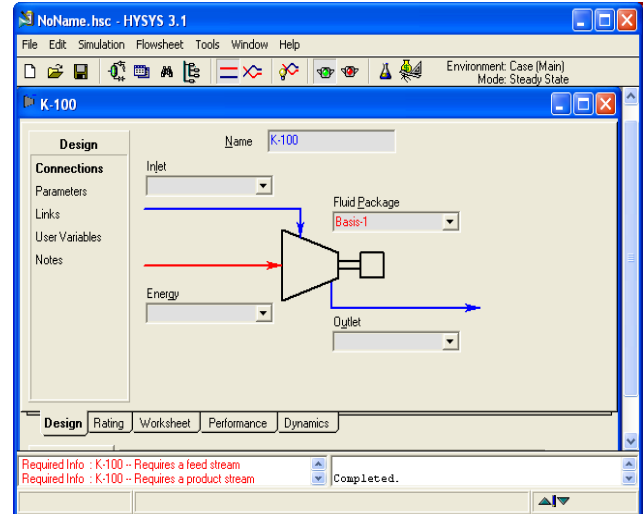 NoName.hsc - HYSYS 3.1
File Edit Simulation Flowsheet Tools Window Help
Environment: Case (Main)
Mode: Steady State
K-100
Design
Connections
Parameters
Links
User Variables
Notes
Name K-100
Inlet
Fluid Package
Basis-1
Energy
Outlet
Design Rating Worksheet Performance Dynamics
Required Info : K-100 -- Requires a feed stream
Required Info : K-100 -- Requires a product stream
Completed.